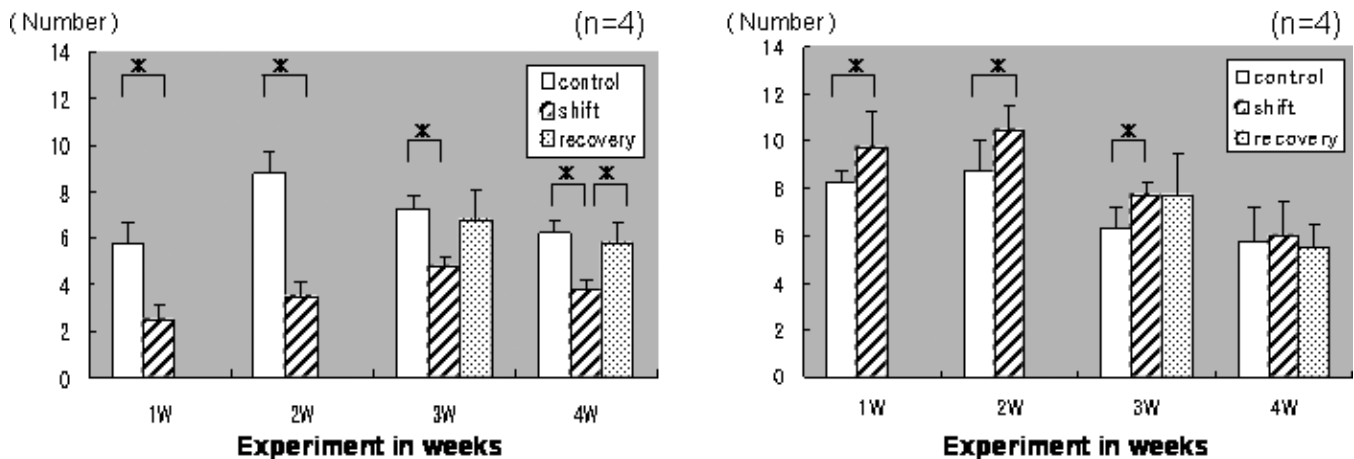 ( Number)
(n=4)
14
12
10
8
6
4
2
0
* * * * *
control
shift
recovery
1W 2W 3W 4W
Experiment in weeks
( Number)
(n=4)
14
12
10
8
6
4
2
0
* * *
control
shift
recovery
1W 2W 3W 4W
Experiment in weeks